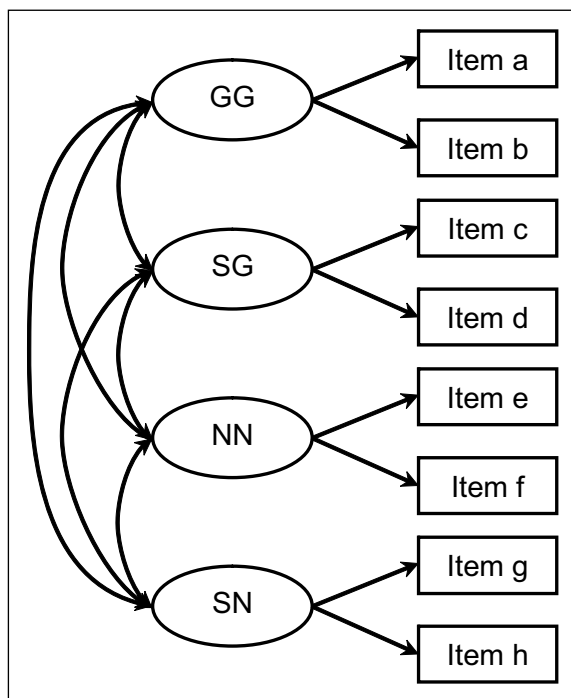 GG
Item a
Item b
SG
Item c
Item d
NN
Item e
Item f
SN
Item g
Item h